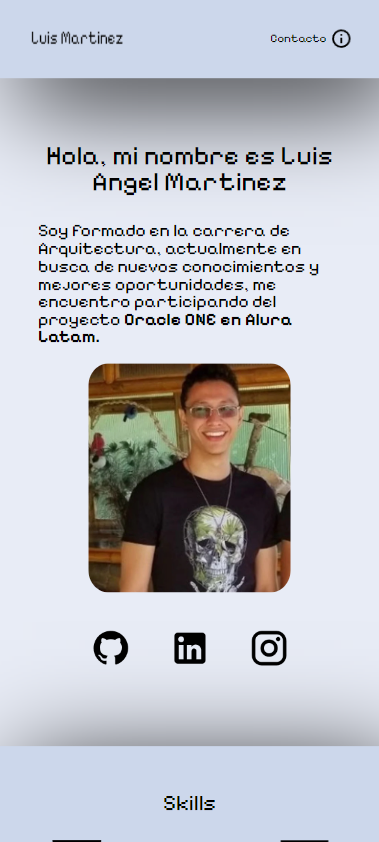 Luis Martinez
Contacto
Hola, mi nombre es Luis
Angel Martinez
Soy formado en la carrera de
Arquitectura, actualmente en
busca de nuevos conocimientos y
mejores oportunidades, me
encuentro participando del
proyecto Oracle ONE en Alura
Latam.
Skills